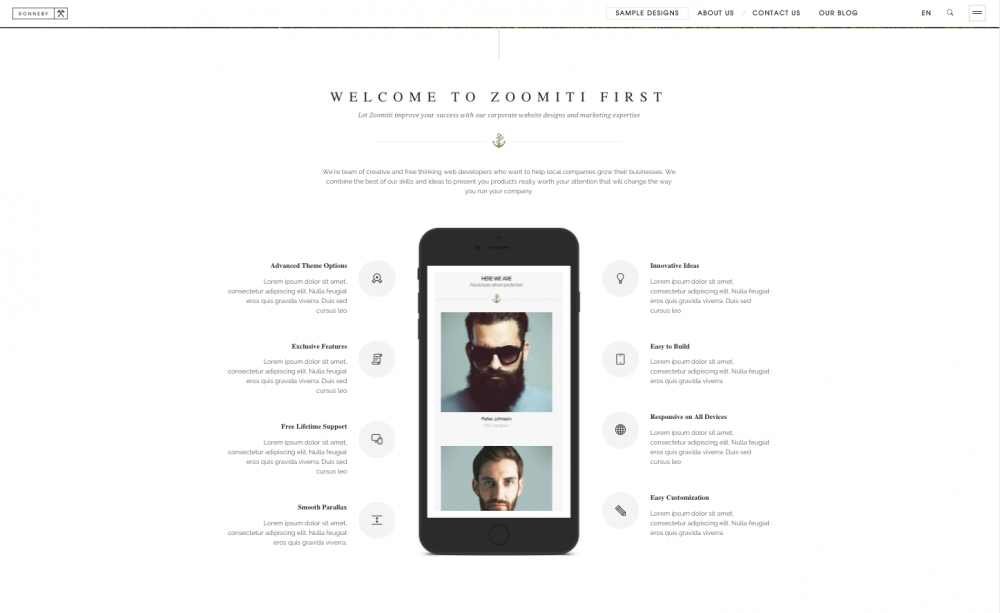 RONNEBY
SAMPLE DESIGNS
ABOUT US
CONTACT US
OUR BLOG
EN
WELCOME TO ZOOMITI FIRST
Let Zoomiti improve your success with our corporate website designs and marketing expertise
We're team of creative and free thinking web developers who want to help local companies grow their businesses. We
combine the best of our skills and ideas to present you products really worth your attention that will change the way
you run your company.
Advanced Theme Options
Lorem ipsum dolor sit amet,
consectetur adipiscing elit. Nulla feugiat
eros quis gravida viverra. Duis sed
cursus leo
Exclusive Features
Lorem ipsum dolor sit amet,
consectetur adipiscing elit. Nulla feugiat
eros quis gravida viverra. Duis sed
cursus leo
Free Lifetime Support
Lorem ipsum dolor sit amet,
consectetur adipiscing elit. Nulla feugiat
eros quis gravida viverra. Duis sed
cursus leo
Smooth Parallax
Lorem ipsum dolor sit amet,
consectetur adipiscing elit. Nulla feugiat
eros quis gravida viverra.
HERE WE ARE
Passionate ideas perfection
Peter Johnson
Innovative Ideas
Lorem ipsum dolor sit amet,
consectetur adipiscing elit. Nulla feugiat
eros quis gravida viverra. Duis sed
cursus leo
Easy to Build
Lorem ipsum dolor sit amet,
consectetur adipiscing elit. Nulla feugiat
eros quis gravida viverra
Responsive on All Devices
Lorem ipsum dolor sit amet,
consectetur adipiscing elit. Nulla feugiat
eros quis gravida viverra. Duis sed
cursus leo
Easy Customization
Lorem ipsum dolor sit amet,
consectetur adipiscing elit. Nulla feugiat
eros quis gravida viverra.